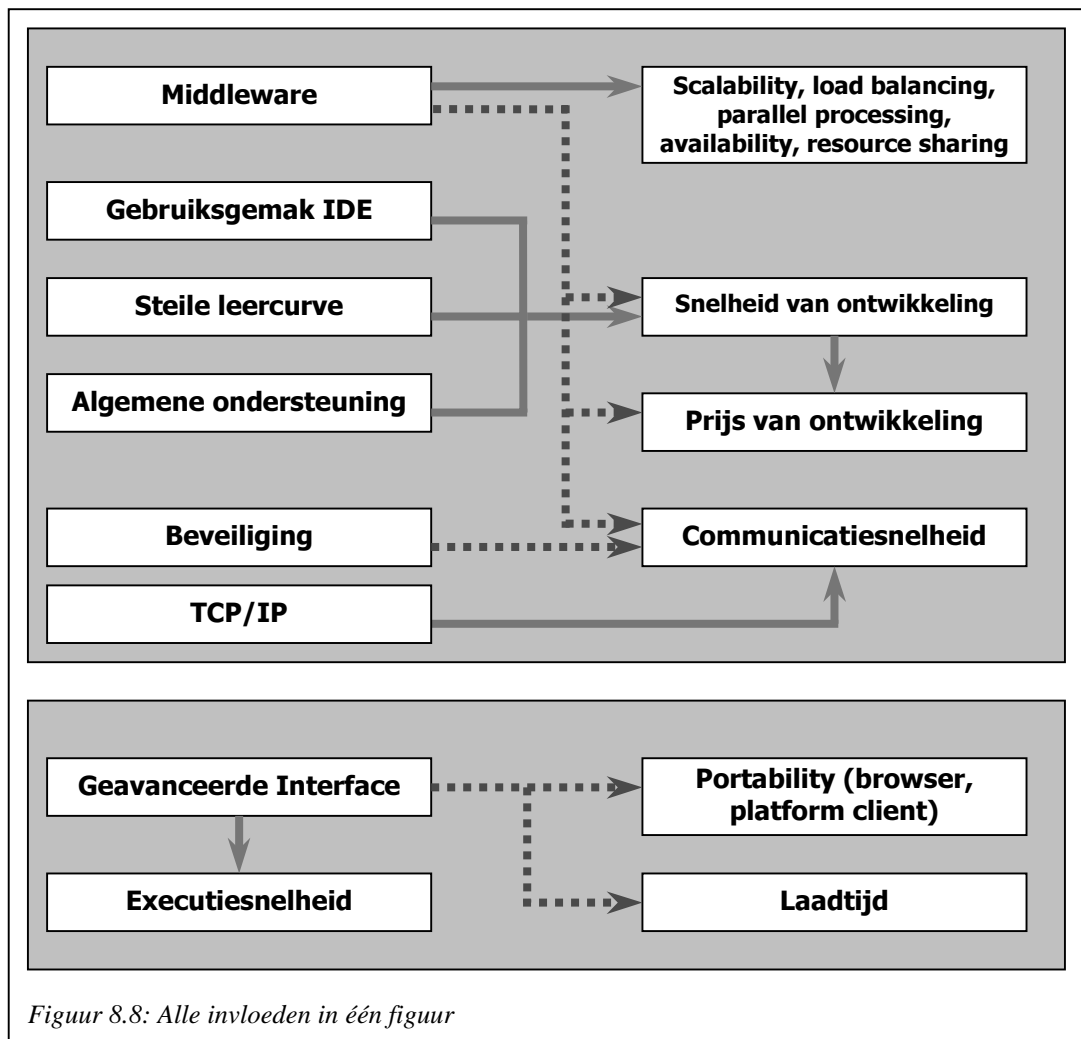 Middleware
Scalability, load balancing,
parallel processing,
availability, resource sharing
Gebruiksgemak IDE
Steile leercurve
Snelheid van ontwikkeling
Algemene ondersteuning
Prijs van ontwikkeling
Beveiliging
Communicatiesnelheid
TCP/IP
Geavanceerde Interface
Portability (browser,
platform client)
Executiesnelheid
Laadtijd
Figuur 8.8: Alle invloeden in één figuur